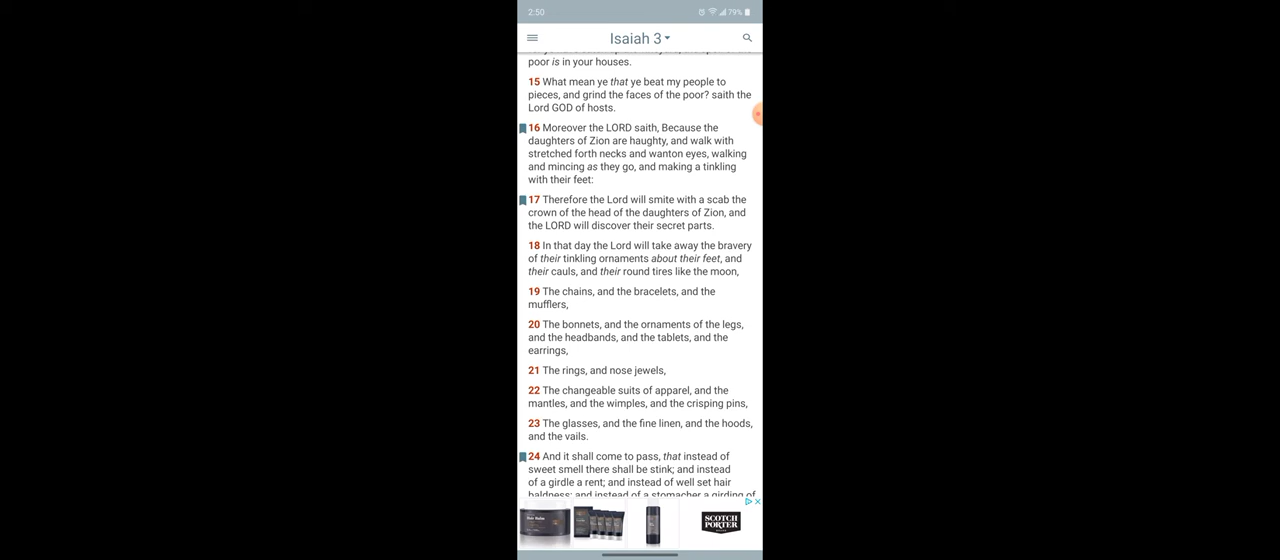 2:50
79%
Isaiah 3
poor is in your houses.
15 What mean ye that ye beat my people to
pieces, and grind the faces of the poor? saith the
Lord GOD of hosts.
16 Moreover the LORD saith, Because the
daughters of Zion are haughty, and walk with
stretched forth necks and wanton eyes, walking
and mincing as they go, and making a tinkling
with their feet:
17 Therefore the Lord will smite with a scab the
crown of the head of the daughters of Zion, and
the LORD will discover their secret parts.
18 In that day the Lord will take away the bravery
of their tinkling ornaments about their feet, and
their cauls, and their round tires like the moon,
19 The chains, and the bracelets, and the
mufflers,
20 The bonnets, and the ornaments of the legs,
and the headbands, and the tablets, and the
earrings,
21 The rings, and nose jewels,
22 The changeable suits of apparel, and the
mantles, and the wimples, and the crisping pins,
23 The glasses, and the fine linen, and the hoods,
and the vails.
24 And it shall come to pass, that instead of
sweet smell there shall be stink; and instead
of a girdle a rent; and instead of well set hair
baldness; and instead of a stomacher a girding of
SCOTCH
PORTER